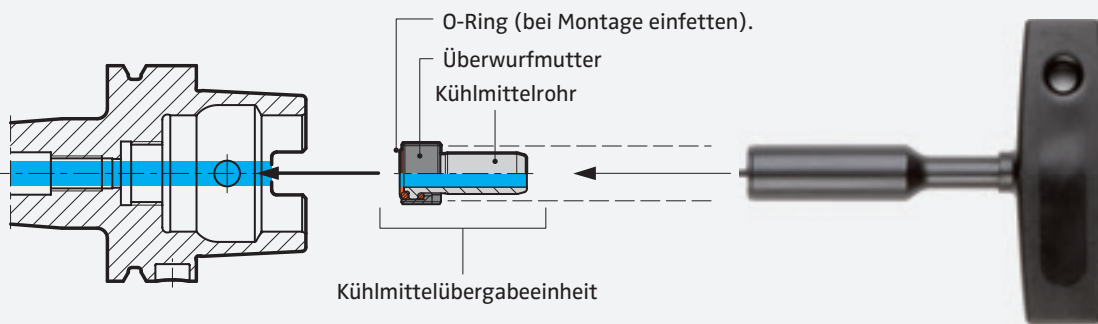 O-Ring (bei Montage einfetten).
Überwurfmutter
Kühlmittelrohr
Kühlmittelübergabeeinheit